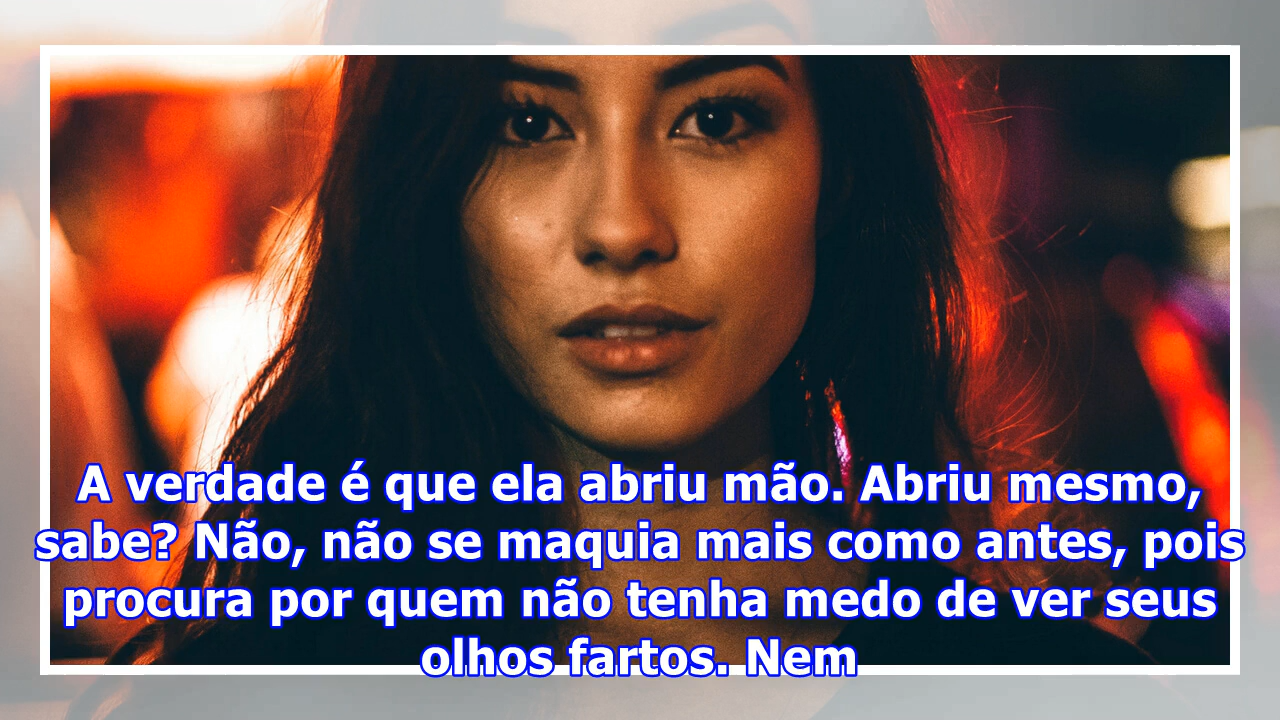 A verdade é que ela abriu mão. Abriu mesmo,
sabe? Não, não se maquia mais como antes, pois
procura por quem não tenha medo de ver seus
olhos fartos. Nem